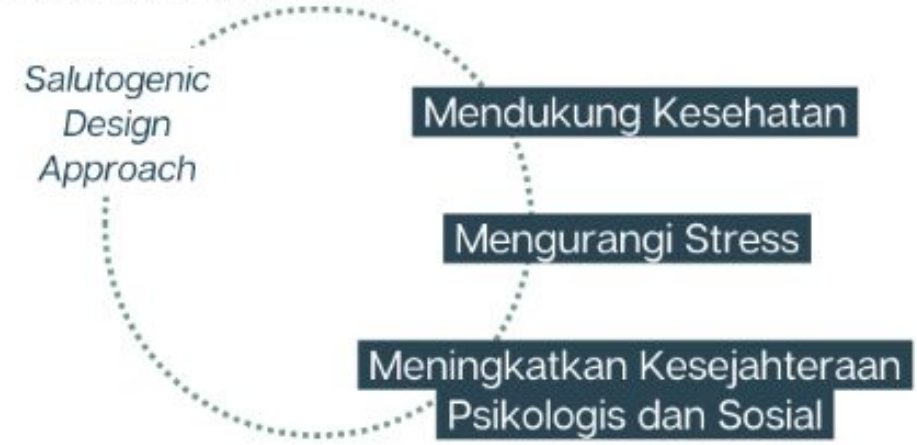 Salutogenic
Design
Approach
Mendukung Kesehatan
Mengurangi Stress
Meningkatkan Kesejahteraan
Psikologis dan Sosial